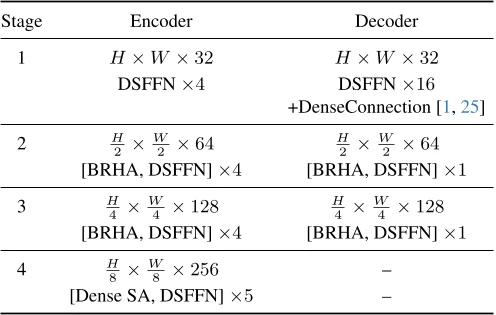 Stage Encoder Decoder
1 H × W × 32 H × W × 32
DSFFN ×4 DSFFN ×16
+DenseConnection [1, 25]
2 H/2 × W/2 × 64 H/2 × W/2 × 64
[BRHA, DSFFN] ×4 [BRHA, DSFFN] ×1
3 H/4 × W/4 × 128 H/4 × W/4 × 128
[BRHA, DSFFN] ×4 [BRHA, DSFFN] ×1
4 H/8 × W/8 × 256 –
[Dense SA, DSFFN] ×5 –